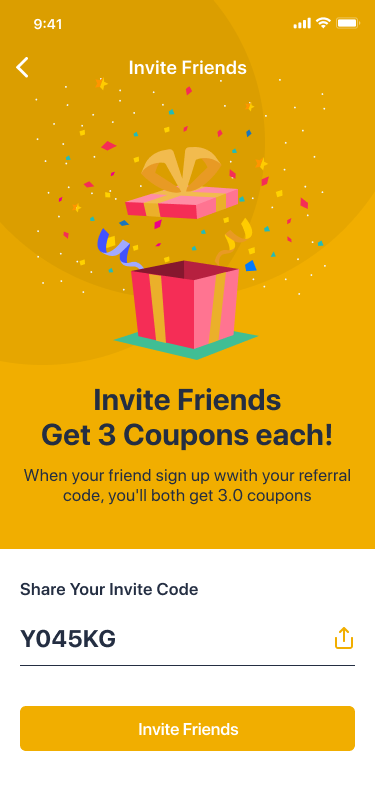 9:41
Invite Friends
Invite Friends
Get 3 Coupons each!
When your friend sign up wwith your referral
code, you'll both get 3.0 coupons
Share Your Invite Code
Y045KG
Invite Friends